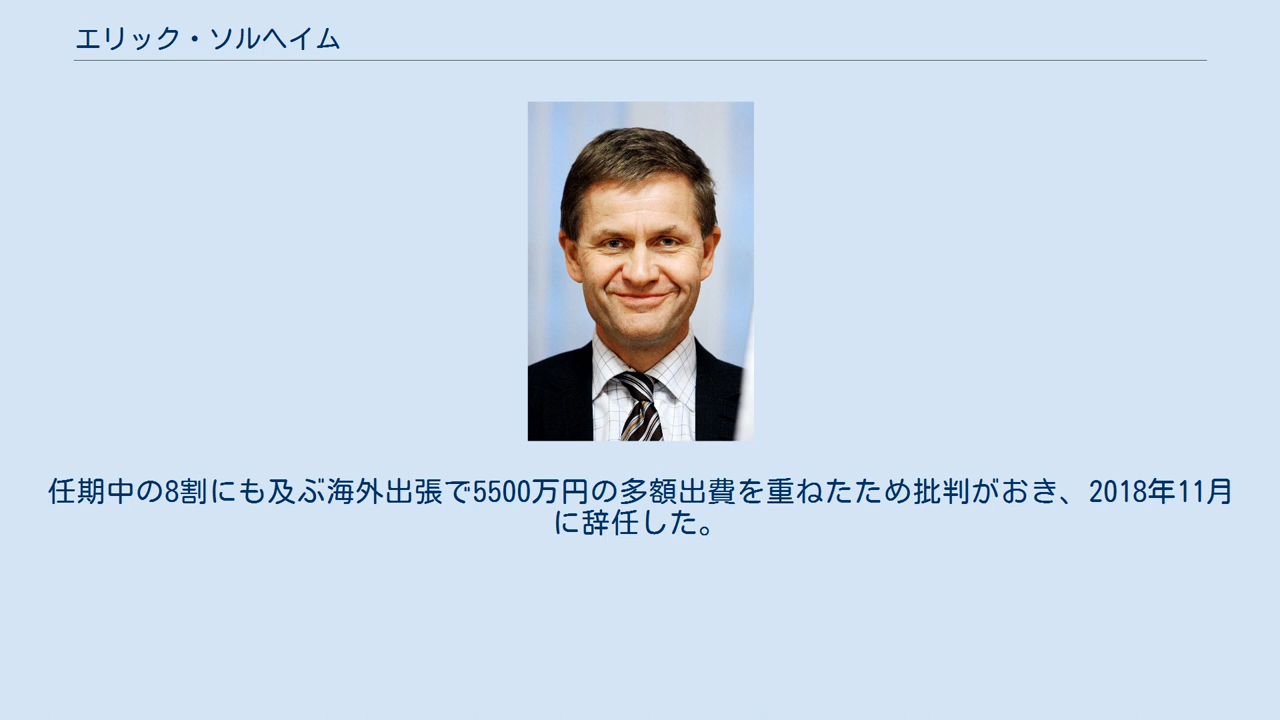 エリック・ソルヘイム
任期中の8割にも及ぶ海外出張で5500万円の多額出費を重ねたため批判がおき、2018年11月
に辞任した。